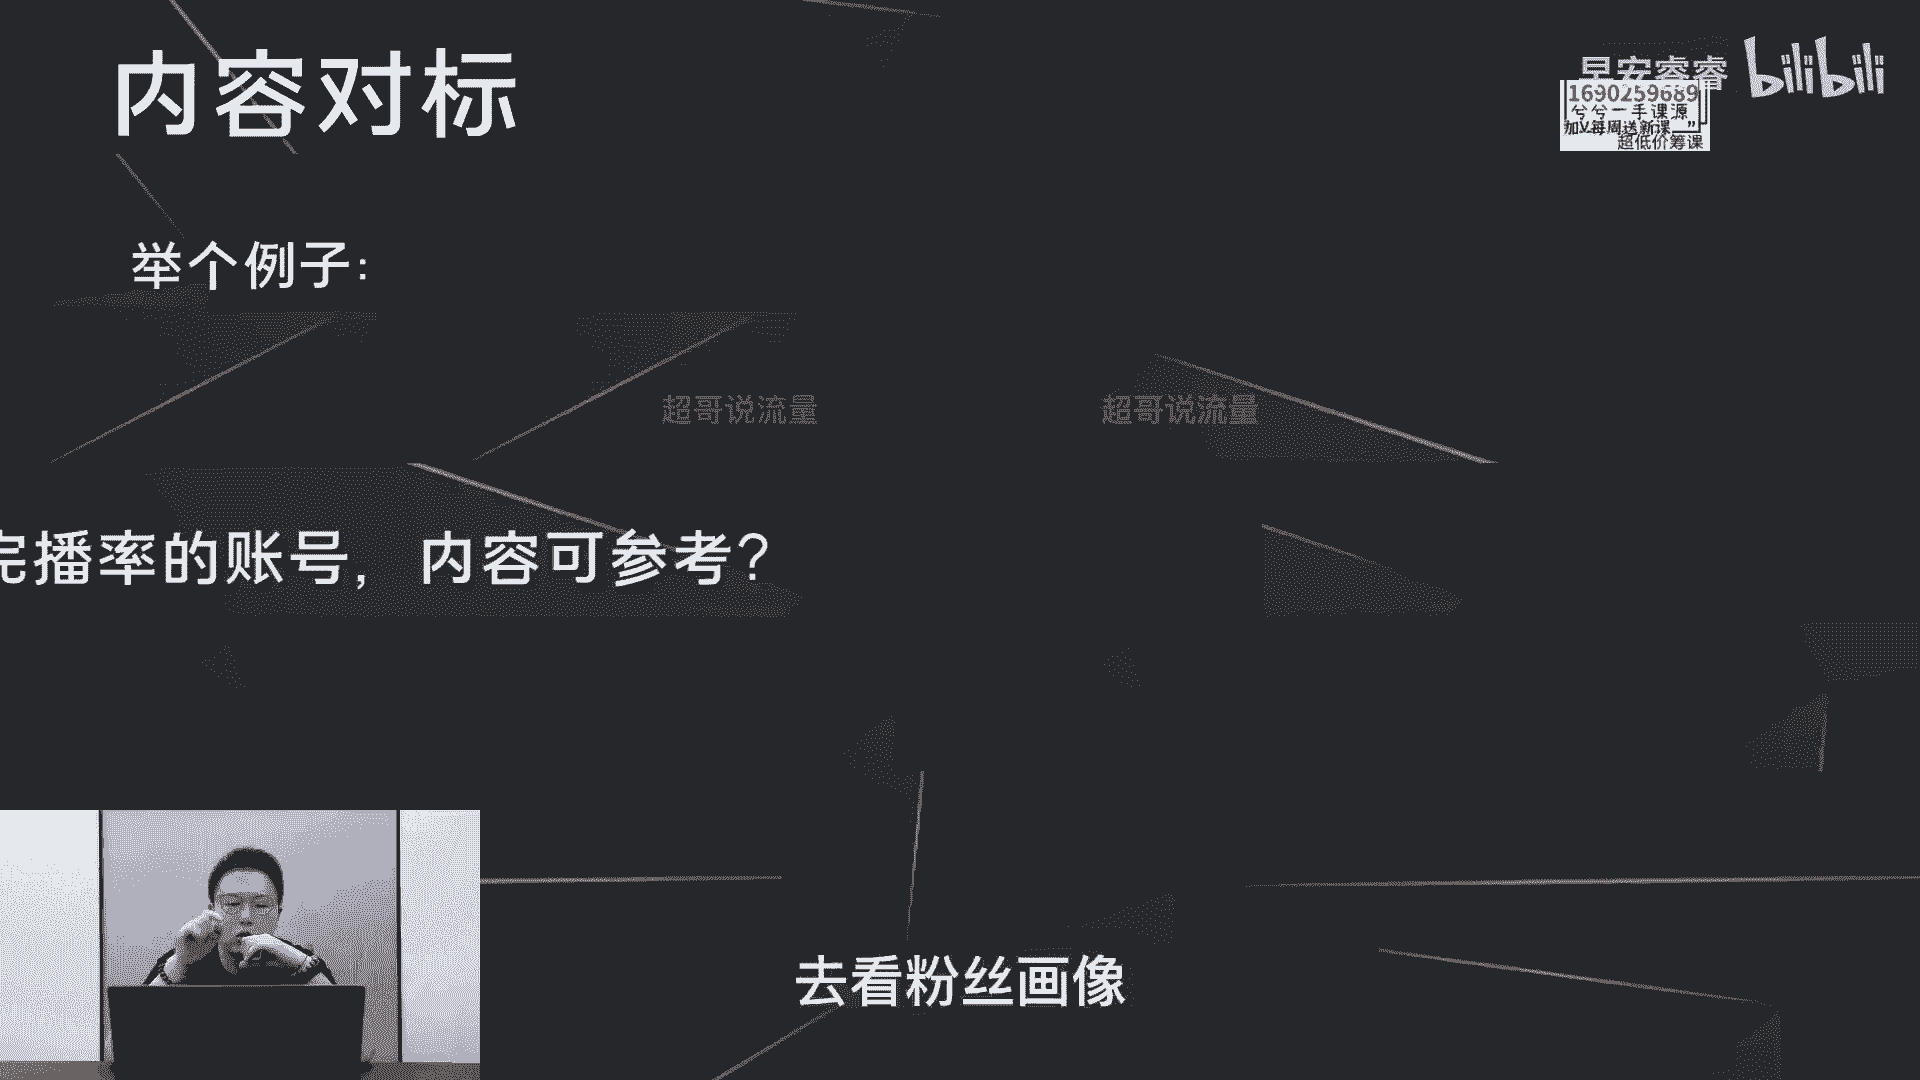 内容对标
早安睿睿 bilibili
1690259689
兮兮一手课源
加V每周送新课
超低价筹课
举个例子:
超哥说流量 超哥说流量
完播率的账号，内容可参考?
去看粉丝画像